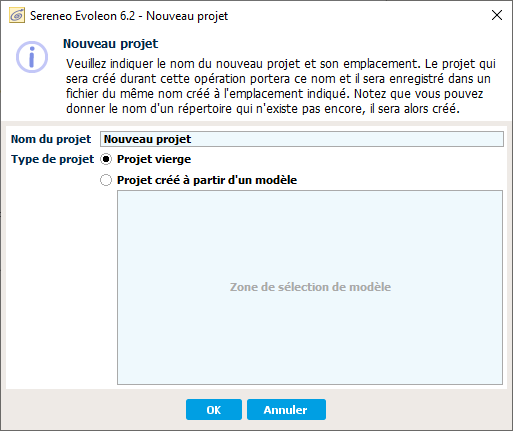 Sereneo Evoleon 6.2 - Nouveau projet
Nouveau projet
Veuillez indiquer le nom du nouveau projet et son emplacement. Le projet qui
sera créé durant cette opération portera ce nom et il sera enregistré dans un
fichier du même nom créé à l'emplacement indiqué. Notez que vous pouvez
donner le nom d'un répertoire qui n'existe pas encore, il sera alors créé.
Nom du projet Nouveau projet
Type de projet Projet vierge
Projet créé à partir d'un modèle
Zone de sélection de modèle
OK Annuler